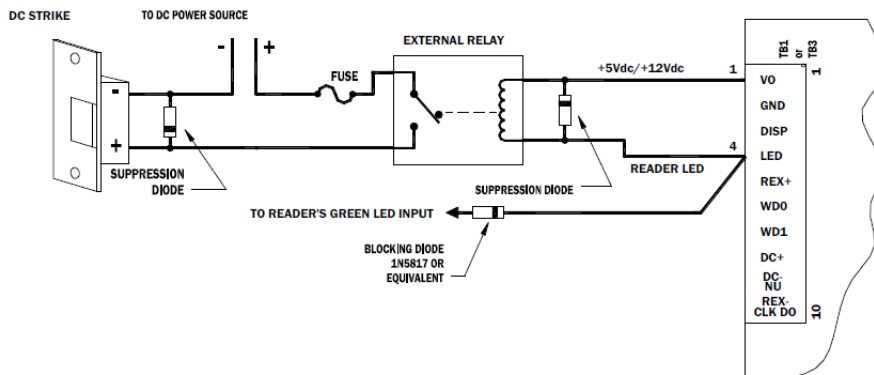 DC STRIKE
TO DC POWER SOURCE
-
+
FUSE
EXTERNAL RELAY
+5Vdc/+12Vdc
1
TB1
or
TB3
1
VO
GND
DISP
4
LED
REX+
WD0
WD1
DC+
DC-
NU
REX-
CLK DO
10
-
+
SUPPRESSION
DIODE
SUPPRESSION DIODE
READER LED
TO READER'S GREEN LED INPUT
BLOCKING DIODE
1N5817 OR
EQUIVALENT